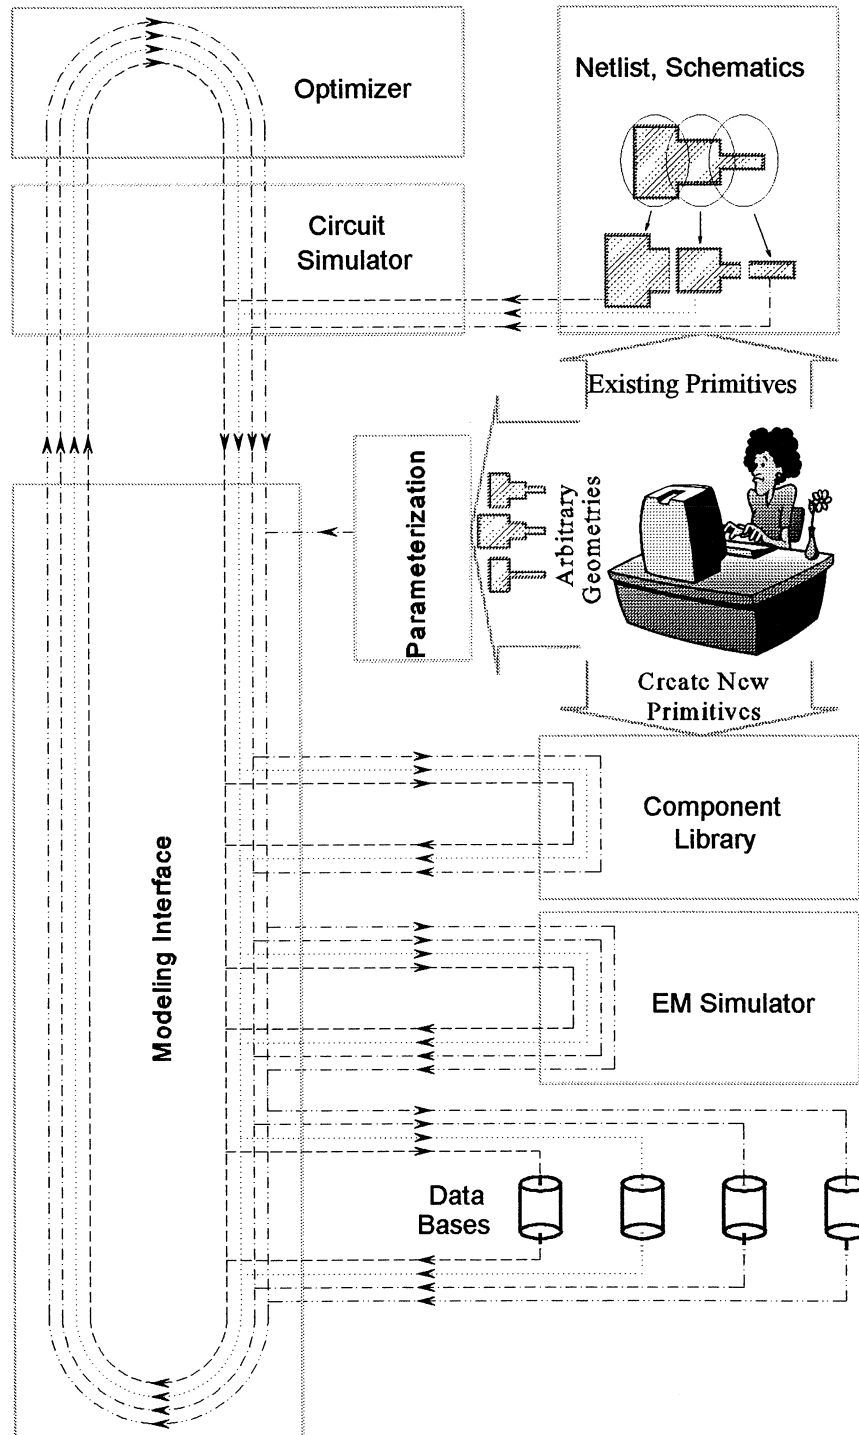 Optimizer
Netlist, Schematics
Circuit
Simulator
Existing Primitives
Parameterization
Arbitrary
Geometries
Create New
Primitives
Component
Library
Modeling Interface
EM Simulator
Data
Bases